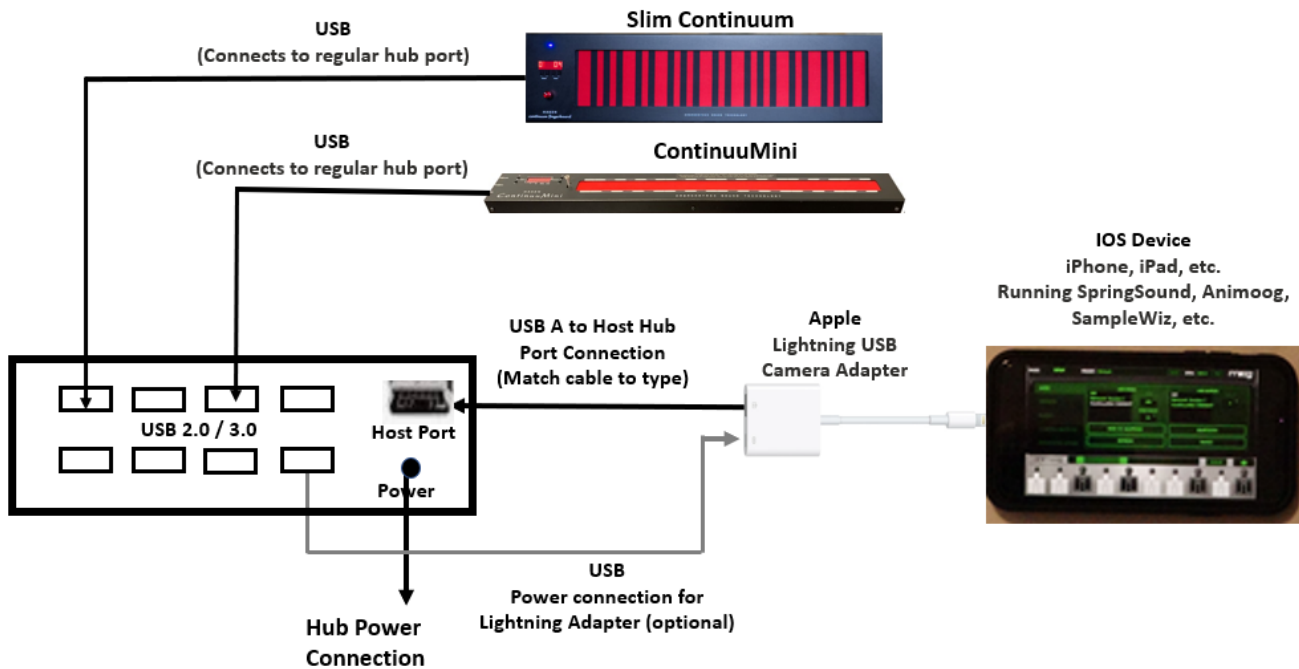 Slim Continuum
USB
(Connects to regular hub port)
ContinuuMini
USB
(Connects to regular hub port)
ContinuuMini
IOS Device
iPhone, iPad, etc.
Running SpringSound, Animoog,
SampleWiz, etc.
USB A to Host Hub
Port Connection
(Match cable to type)
Apple
Lightning USB
Camera Adapter
moog
USB 2.0 / 3.0
Host Port
Power
USB
Power connection for
Lightning Adapter (optional)
Hub Power
Connection